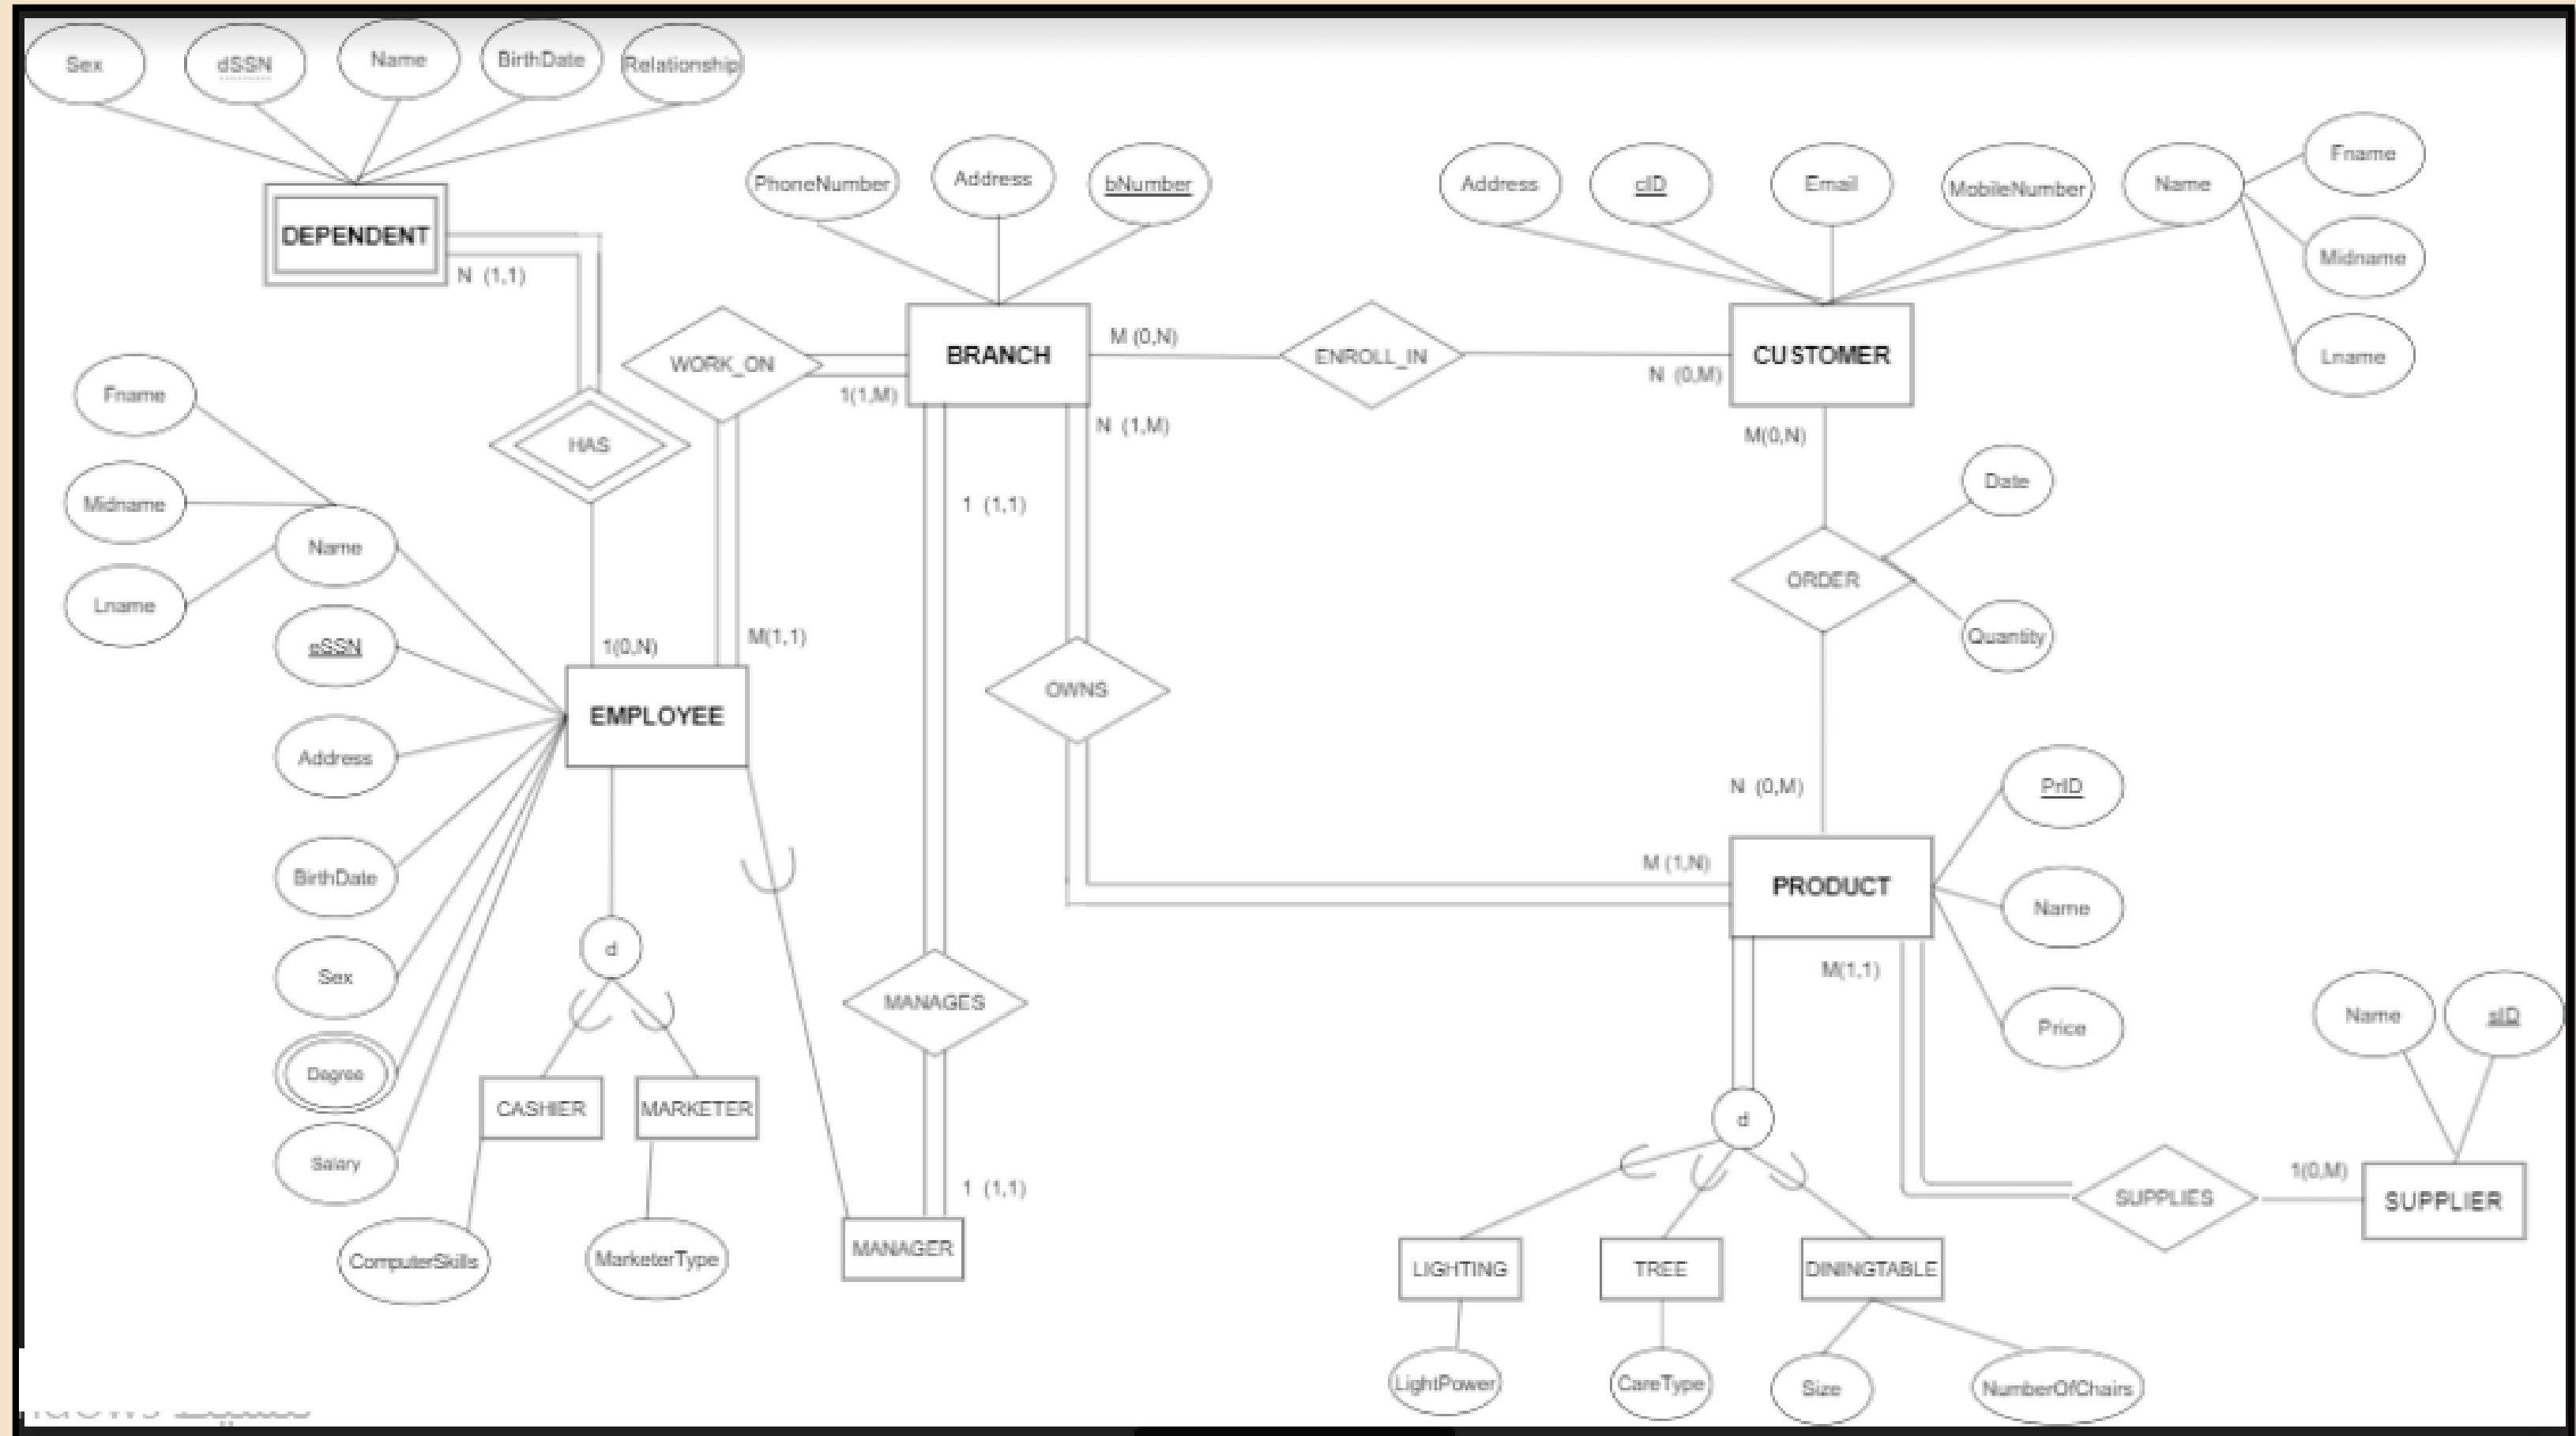 Sex
dSSN
Name
BirthDate
Relationship
DEPENDENT
N (1,1)
HAS
1(0,N)
PhoneNumber
Address
bNumber
BRANCH
WORK_ON
1(1,M)
M(1,1)
M (0,N)
ENROLL_IN
N (0,M)
Address
cID
Email
MobileNumber
Name
Fname
Midname
Lname
CUSTOMER
M(0,N)
Date
ORDER
Quantity
N (0,M)
N (1,M)
1 (1,1)
OWNS
M (1,N)
Fname
Midname
Lname
Name
eSSN
Address
BirthDate
Sex
Degree
Salary
EMPLOYEE
d
CASHIER
MARKETER
ComputerSkills
MarketerType
MANAGES
1 (1,1)
MANAGER
PRODUCT
PrID
Name
Price
M(1,1)
d
LIGHTING
TREE
DININGTABLE
LightPower
CareType
Size
NumberOfChairs
SUPPLIES
1(0,M)
Name
sID
SUPPLIER